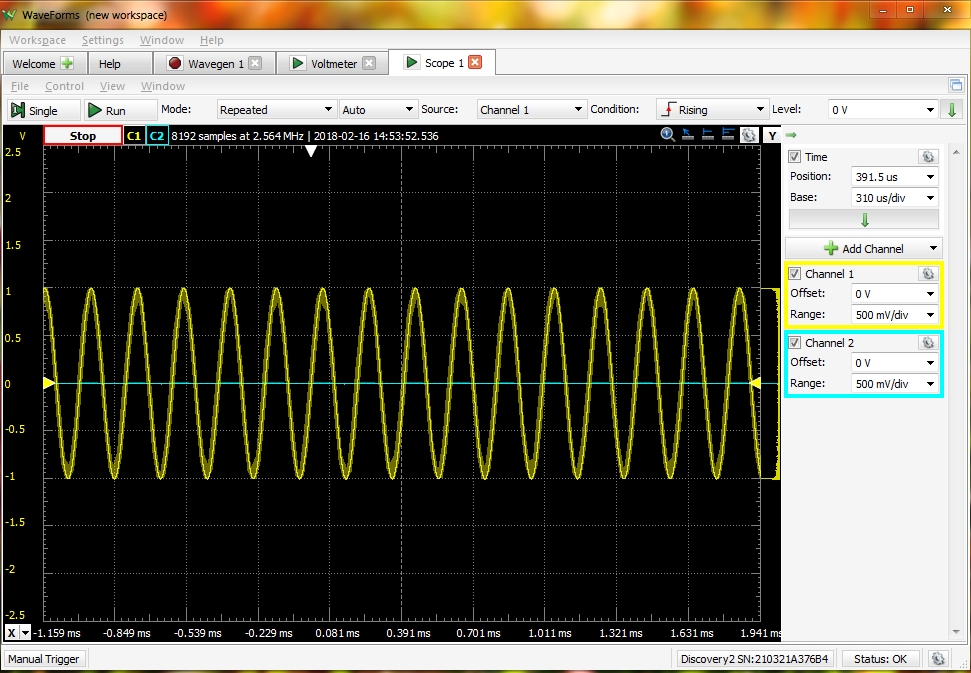 WaveForms (new workspace)
Workspace Settings Window Help
Welcome Help Wavegen 1 Voltmeter Scope 1
File Control View Window
Single Run Mode: Repeated Auto Source: Channel 1 Condition: Rising Level: 0 V
V Stop C1 C2 8192 samples at 2.564 MHz | 2018-02-16 14:53:52.536 Y
2.5
2
1.5
1
0.5
0
-0.5
-1
-1.5
-2
-2.5
X -1.159 ms -0.849 ms -0.539 ms -0.229 ms 0.081 ms 0.391 ms 0.701 ms 1.011 ms 1.321 ms 1.631 ms 1.941 ms
Time
Position: 391.5 us
Base: 310 us/div
Add Channel
Channel 1
Offset: 0 V
Range: 500 mV/div
Channel 2
Offset: 0 V
Range: 500 mV/div
Manual Trigger Discovery2 SN:210321A376B4 Status: OK